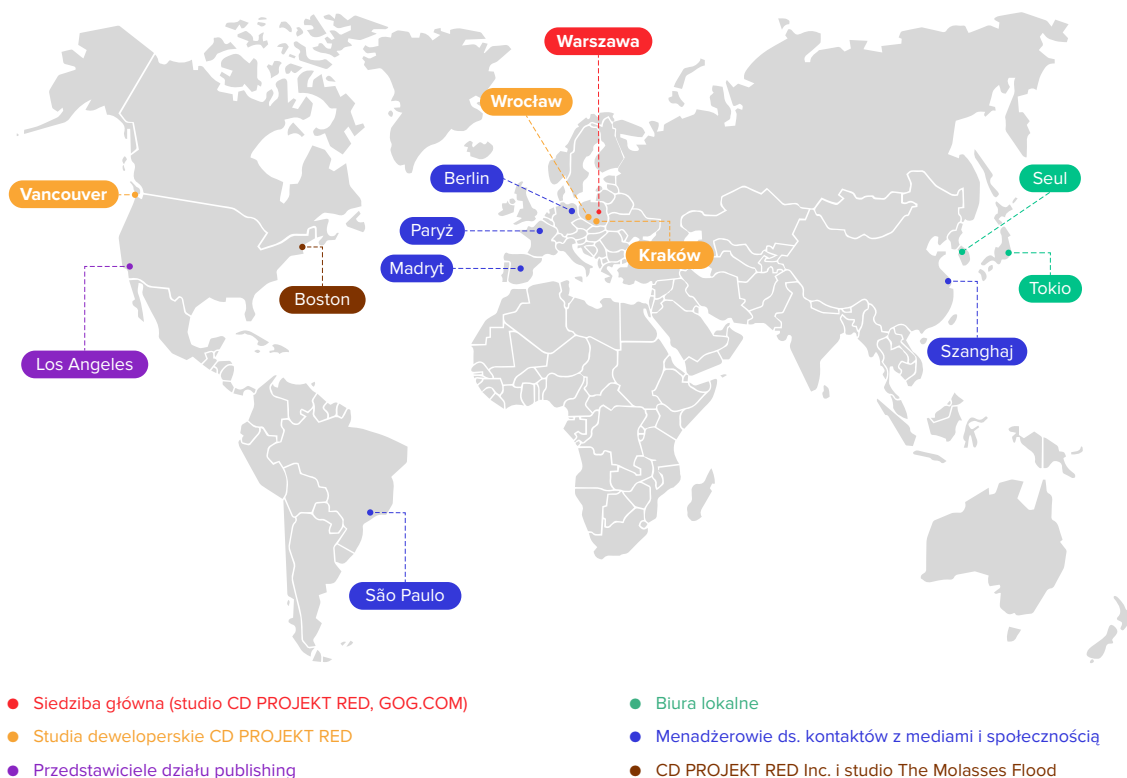 Warszawa
Wrocław
Berlin
Seul
Vancouver
Paryż
Kraków
Madryt
Boston
Tokio
Los Angeles
Szanghaj
São Paulo
Siedziba główna (studio CD PROJEKT RED, GOG.COM)
Studia deweloperskie CD PROJEKT RED
Przedstawiciele działu publishing
Biura lokalne
Menadżerowie ds. kontaktów z mediami i społecznością
CD PROJEKT RED Inc. i studio The Molasses Flood